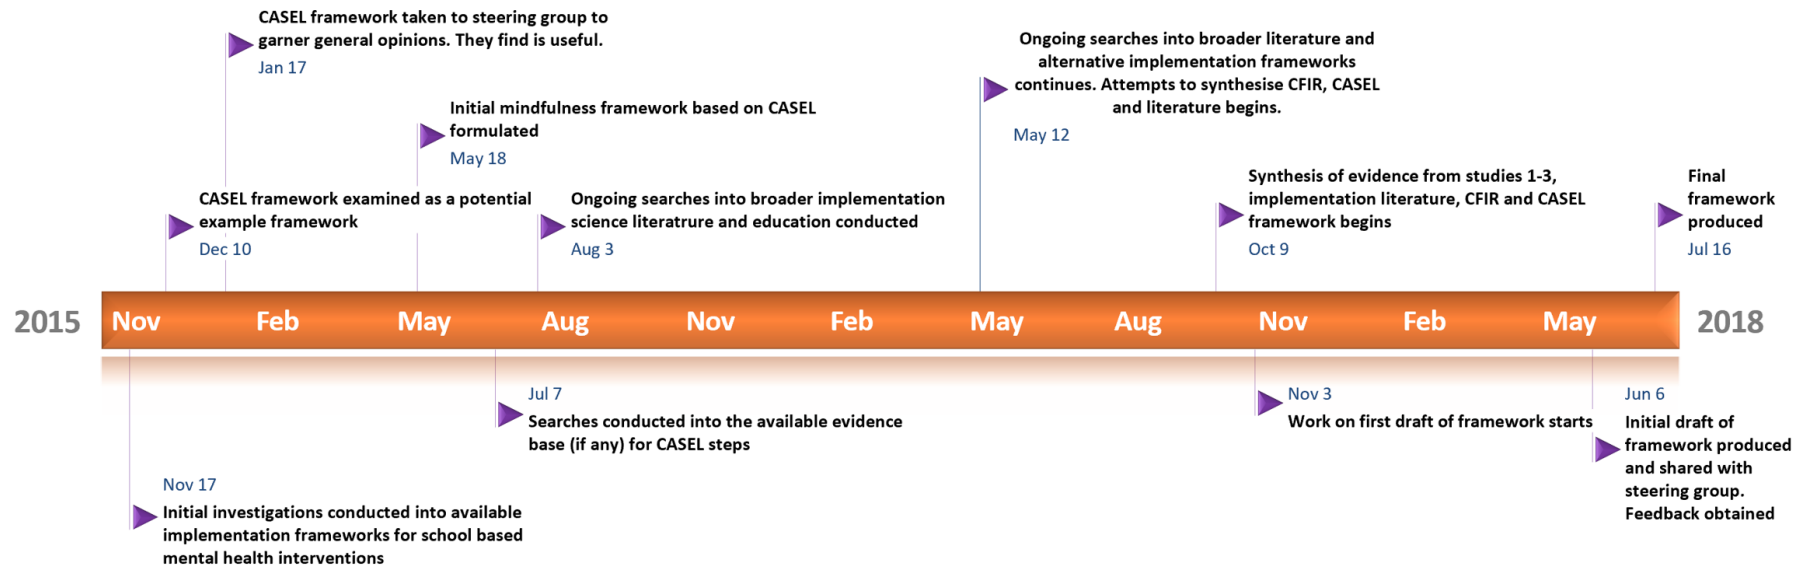 CASEL framework taken to steering group to
garner general opinions. They find is useful.
Jan 17
Ongoing searches into broader literature and
alternative implementation frameworks
continues. Attempts to synthesise CFIR, CASEL
and literature begins.
May 12
Initial mindfulness framework based on CASEL
formulated
May 18
CASEL framework examined as a potential
example framework
Dec 10
Ongoing searches into broader implementation
science literatrure and education conducted
Aug 3
Synthesis of evidence from studies 1-3,
implementation literature, CFIR and CASEL
framework begins
Oct 9
Final
framework
produced
Jul 16
2015 Nov Feb May Aug Nov Feb May Aug Nov Feb May 2018
Jul 7
Searches conducted into the available evidence
base (if any) for CASEL steps
Nov 3
Work on first draft of framework starts
Jun 6
Initial draft of
framework produced
and shared with
steering group.
Feedback obtained
Nov 17
Initial investigations conducted into available
implementation frameworks for school based
mental health interventions